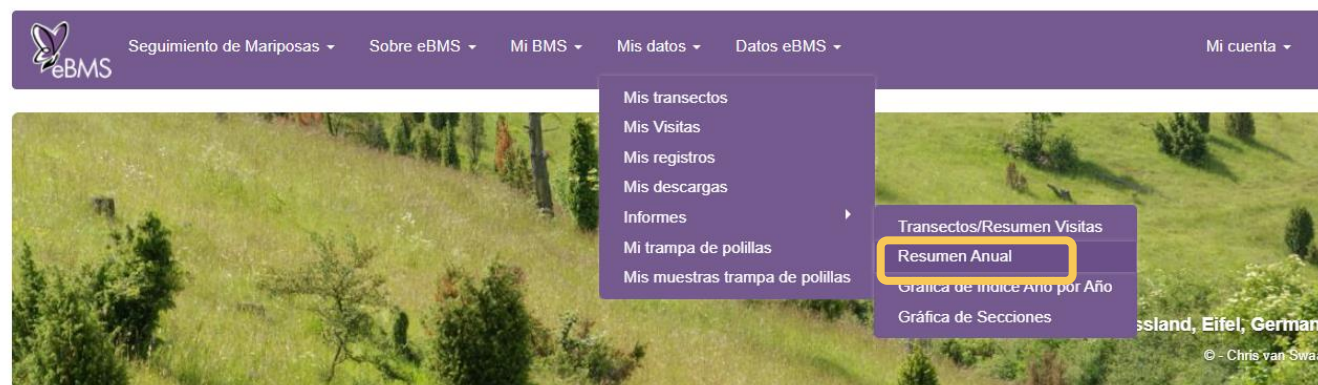 eBMS
Seguimiento de Mariposas
Sobre eBMS
Mi BMS
Mis datos
Datos eBMS
Mi cuenta
Mis transectos
Mis Visitas
Mis registros
Mis descargas
Informes
Mi trampa de polillas
Mis muestras trampa de polillas
Transectos/Resumen Visitas
Resumen Anual
Gráfica de Índice Año por Año
Gráfica de Secciones
Eifel, German
© - Chris van Swaa